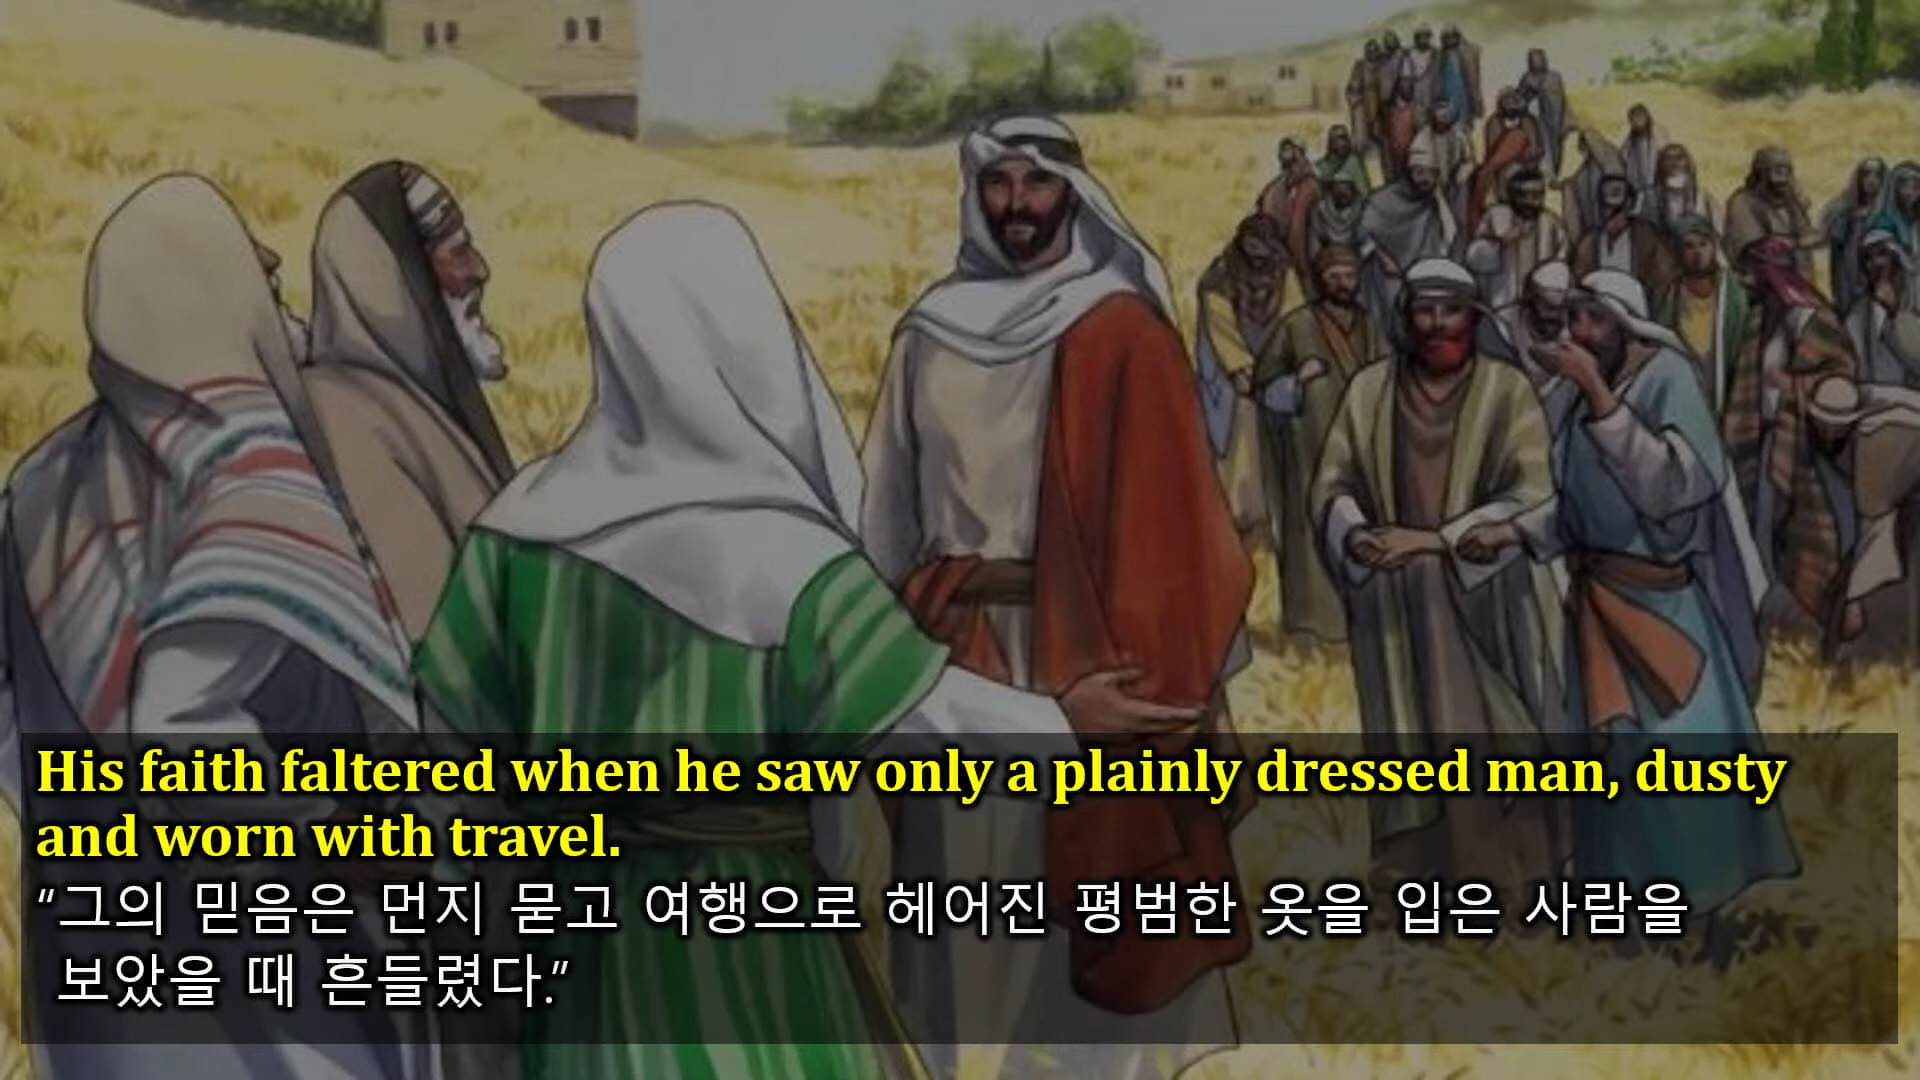 His faith faltered when he saw only a plainly dressed man, dusty
and worn with travel.
“그의 믿음은 먼지 묻고 여행으로 헤어진 평범한 옷을 입은 사람을
보았을 때 흔들렸다.”